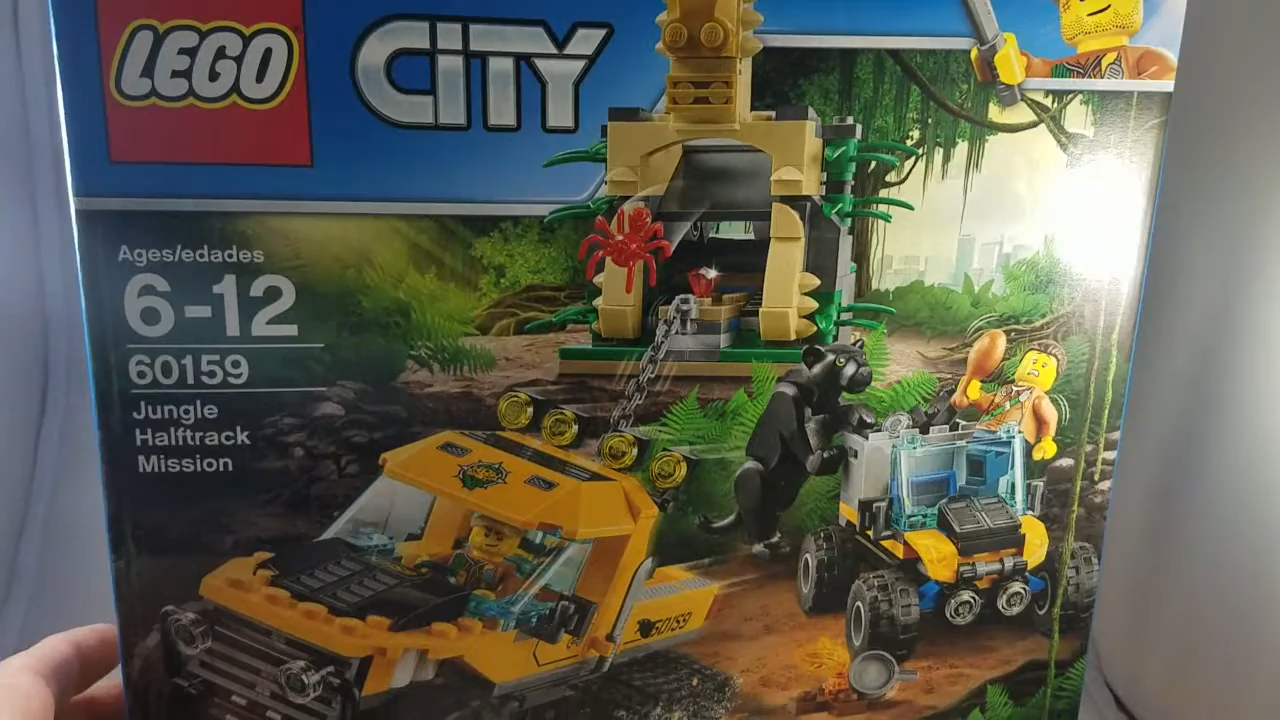 LEGO
CITY
Ages/edades
6-12
60159
Jungle
Halftrack
Mission
60159